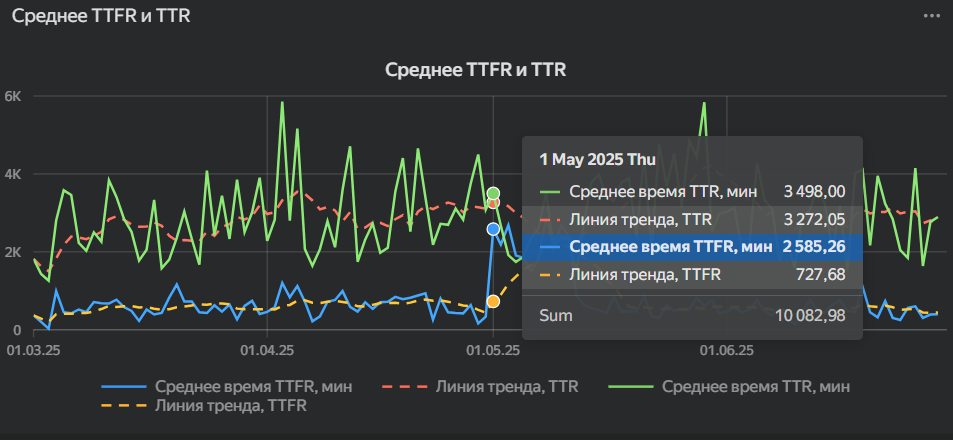 Среднее TTFR и TTR
Среднее TTFR и TTR
6K
4K
2K
0
01.03.25
01.04.25
01.05.25
01.06.25
1 May 2025 Thu
Среднее время TTR, мин 3 498,00
Линия тренда, TTR 3 272,05
Среднее время TTFR, мин 2 585,26
Линия тренда, TTFR 727,68
Sum 10 082,98
Среднее время TTFR, мин
Линия тренда, TTR
Среднее время TTR, мин
Линия тренда, TTFR